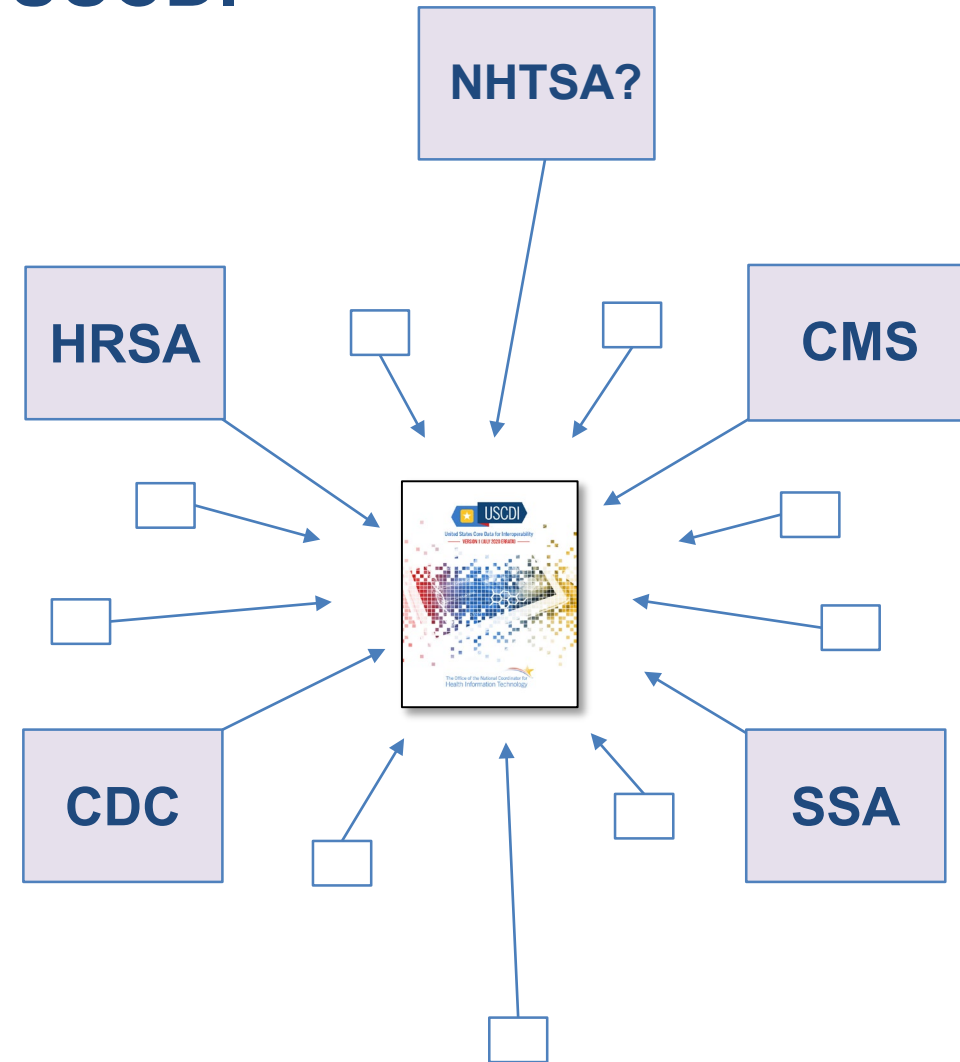 NHTSA?
HRSA
CMS
USCDI
United States Core Data for Interoperability
The Office of the National Coordinator for
Health Information Technology
CDC
SSA